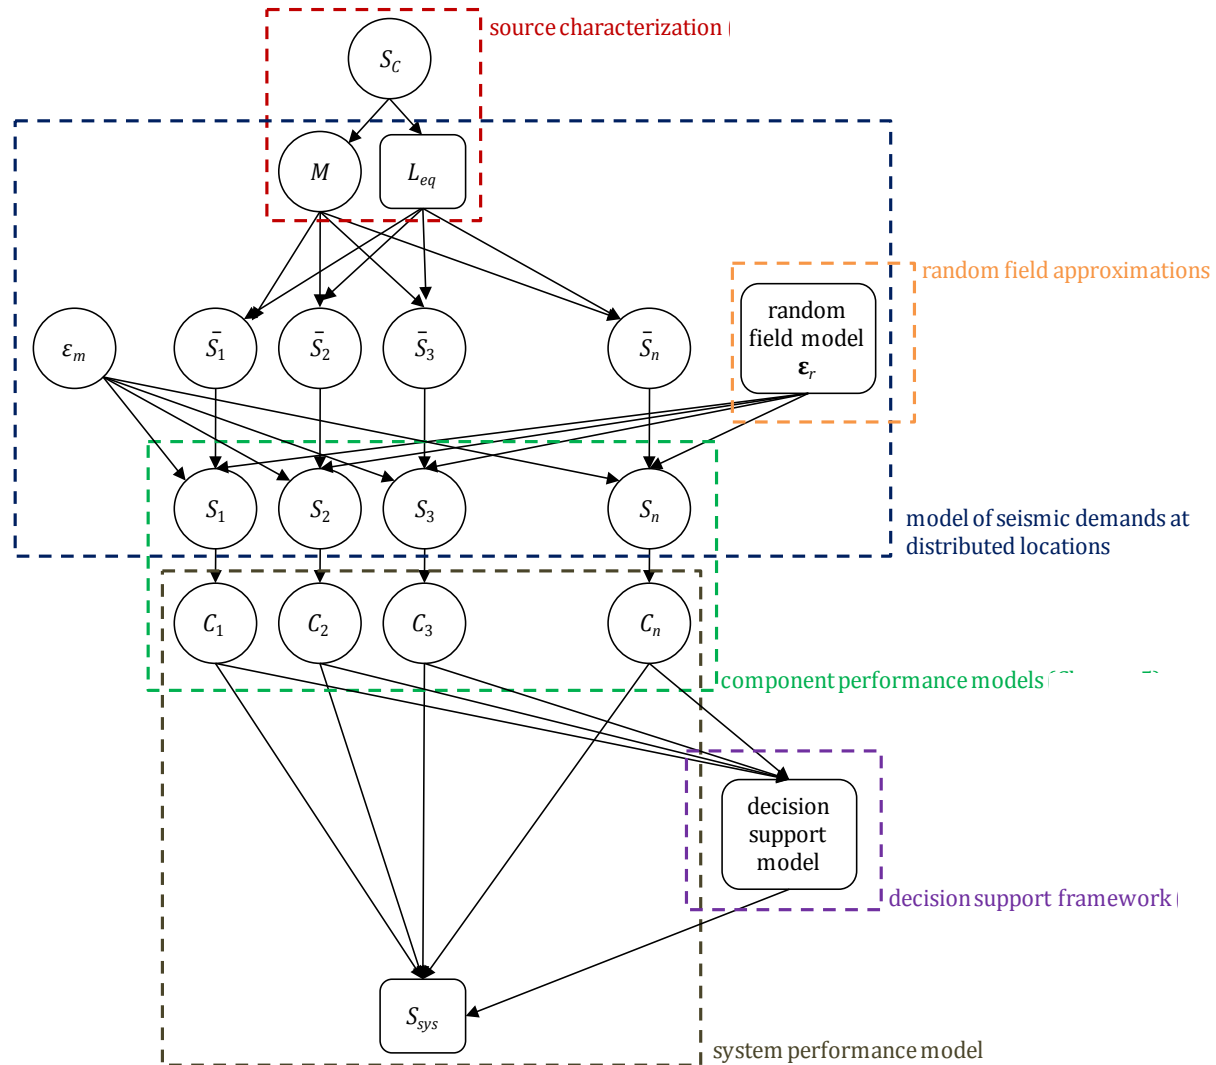 source characterization (
S_C
M
L_eq
random field approximations
random
field model
ε_r
ε_m
S̄_1
S̄_2
S̄_3
S̄_n
S_1
S_2
S_3
S_n
model of seismic demands at
distributed locations
C_1
C_2
C_3
C_n
component performance models
decision
support
model
decision support framework (
S_sys
system performance model